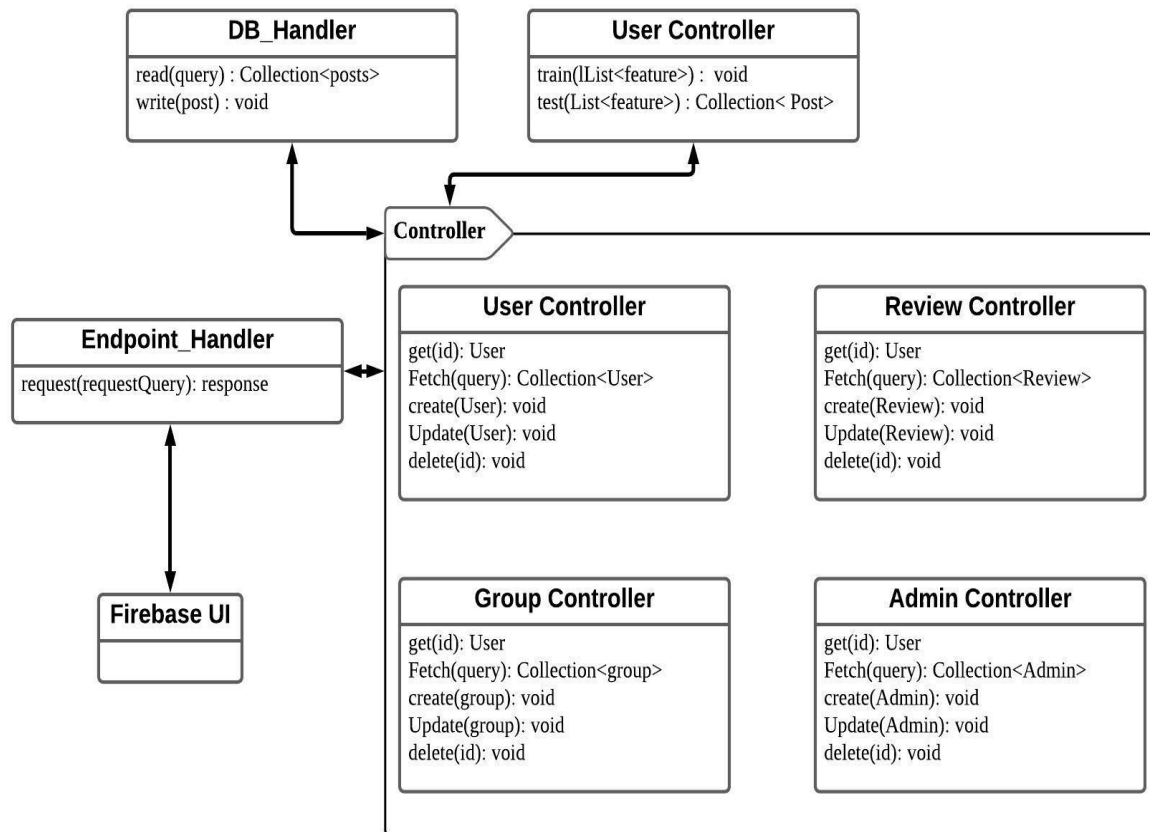 DB_Handler
read(query) : Collection<posts>
write(post) : void
User Controller
train(lList<feature>) : void
test(List<feature>) : Collection< Post>
Controller
User Controller
get(id): User
Fetch(query): Collection<User>
create(User): void
Update(User): void
delete(id): void
Review Controller
get(id): User
Fetch(query): Collection<Review>
create(Review): void
Update(Review): void
delete(id): void
Endpoint_Handler
request(requestQuery): response
Firebase UI
Group Controller
get(id): User
Fetch(query): Collection<group>
create(group): void
Update(group): void
delete(id): void
Admin Controller
get(id): User
Fetch(query): Collection<Admin>
create(Admin): void
Update(Admin): void
delete(id): void